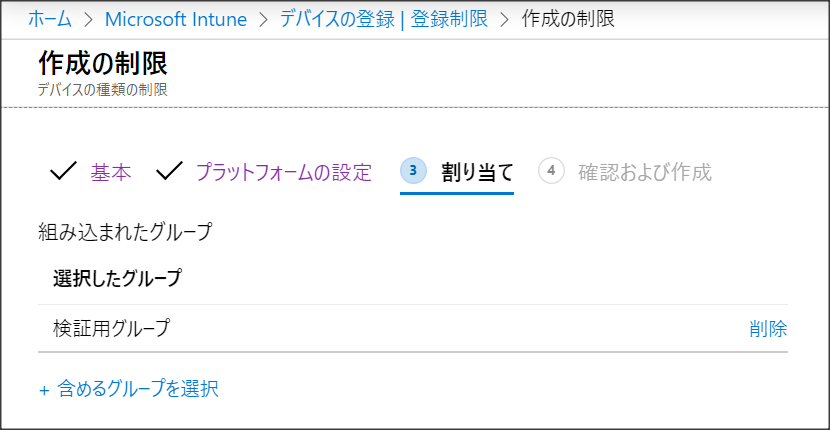 ホーム > Microsoft Intune > デバイスの登録 | 登録制限 > 作成の制限
作成の制限
デバイスの種類の制限
基本 プラットフォームの設定 3 割り当て 4 確認および作成
組み込まれたグループ
選択したグループ
検証用グループ 削除
+ 含めるグループを選択